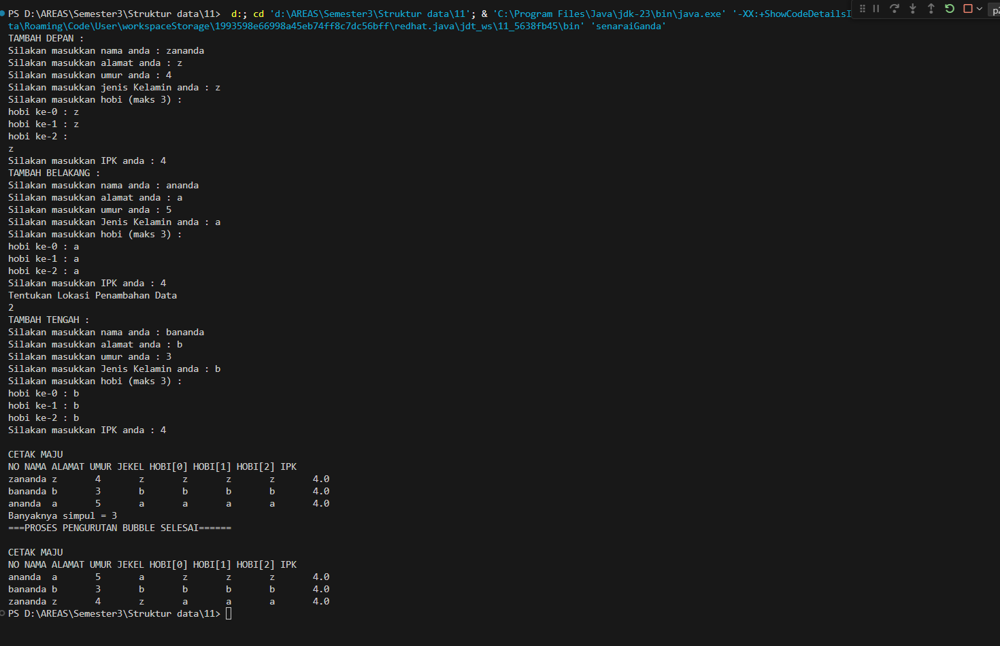 PS D:\AREAS\Semester3\Struktur data\11>  d:; cd 'd:\AREAS\Semester3\Struktur data\11'; & 'C:\Program Files\Java\jdk-23\bin\java.exe' '-XX:+ShowCodeDetailsI
ta\Roaming\Code\User\workspaceStorage\1993598e66998a45eb74ff8c7dc56bff\redhat.java\jdt_ws\11_5638fb45\bin' 'senaraiGanda'
TAMBAH DEPAN :
Silakan masukkan nama anda : zananda
Silakan masukkan alamat anda : z
Silakan masukkan umur anda : 4
Silakan masukkan jenis Kelamin anda : z
Silakan masukkan hobi (maks 3) :
hobi ke-0 : z
hobi ke-1 : z
hobi ke-2 :
z
Silakan masukkan IPK anda : 4
TAMBAH BELAKANG :
Silakan masukkan nama anda : ananda
Silakan masukkan alamat anda : a
Silakan masukkan umur anda : 5
Silakan masukkan Jenis Kelamin anda : a
Silakan masukkan hobi (maks 3) :
hobi ke-0 : a
hobi ke-1 : a
hobi ke-2 : a
Silakan masukkan IPK anda : 4
Tentukan Lokasi Penambahan Data
2
TAMBAH TENGAH :
Silakan masukkan nama anda : bananda
Silakan masukkan alamat anda : b
Silakan masukkan umur anda : 3
Silakan masukkan Jenis Kelamin anda : b
Silakan masukkan hobi (maks 3) :
hobi ke-0 : b
hobi ke-1 : b
hobi ke-2 : b
Silakan masukkan IPK anda : 4
CETAK MAJU
NO NAMA ALAMAT UMUR JEKEL HOBI[0] HOBI[1] HOBI[2] IPK
zananda z       4       z       z       z       z       4.0
bananda b       3       b       b       b       b       4.0
ananda  a       5       a       a       a       a       4.0
Banyaknya simpul = 3
===PROSES PENGURUTAN BUBBLE SELESAI======
CETAK MAJU
NO NAMA ALAMAT UMUR JEKEL HOBI[0] HOBI[1] HOBI[2] IPK
ananda  a       5       a       z       z       z       4.0
bananda b       3       b       b       b       b       4.0
zananda z       4       z       a       a       a       4.0
PS D:\AREAS\Semester3\Struktur data\11>